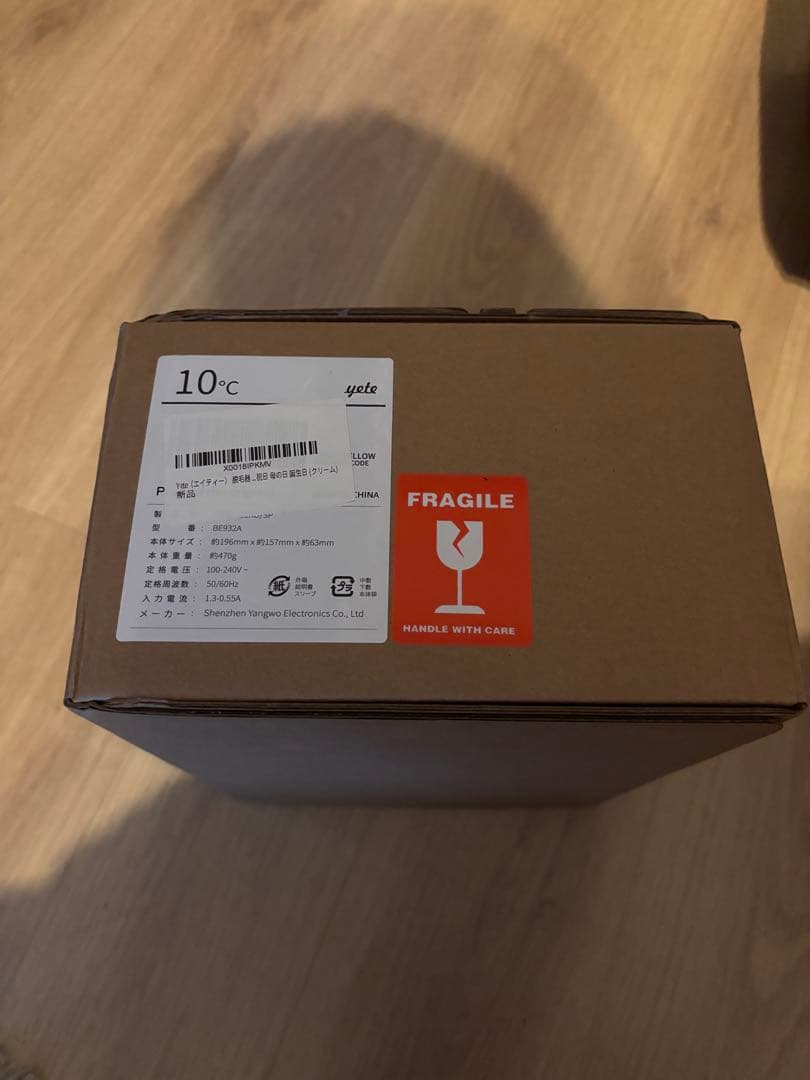 10℃
yete
LLOW
CODE
X0018IPKMV
Yete（エイティー） 脱毛器 ...祝日 母の日 誕生日 (クリーム)
新品
P
CHINA
製
型 番 : BE932A
本体サイズ : 約196mm x 約157mm x 約63mm
本体重量 : 約470g
定格電圧 : 100-240V ~
定格周波数 : 50/60Hz
入力電流 : 1.3-0.55A
メーカー : Shenzhen Yangwo Electronics Co., Ltd
紙
外箱
説明書
スリーブ
プラ
中敷
下敷
本体袋
FRAGILE
HANDLE WITH CARE